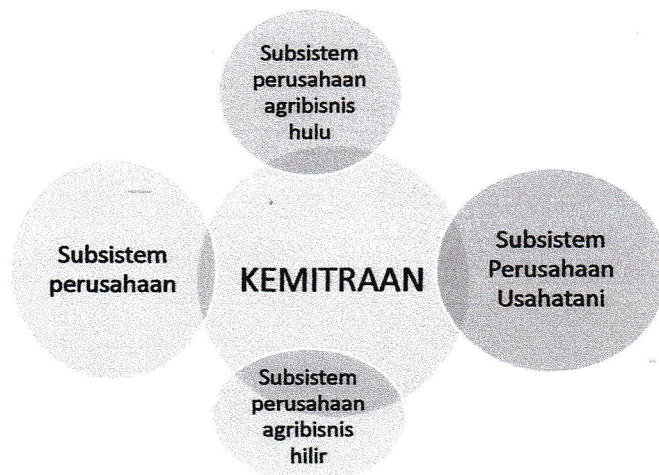 Subsistem
perusahaan
agribisnis
hulu
Subsistem
perusahaan
KEMITRAAN
Subsistem
Perusahaan
Usahatani
Subsistem
perusahaan
agribisnis
hilir